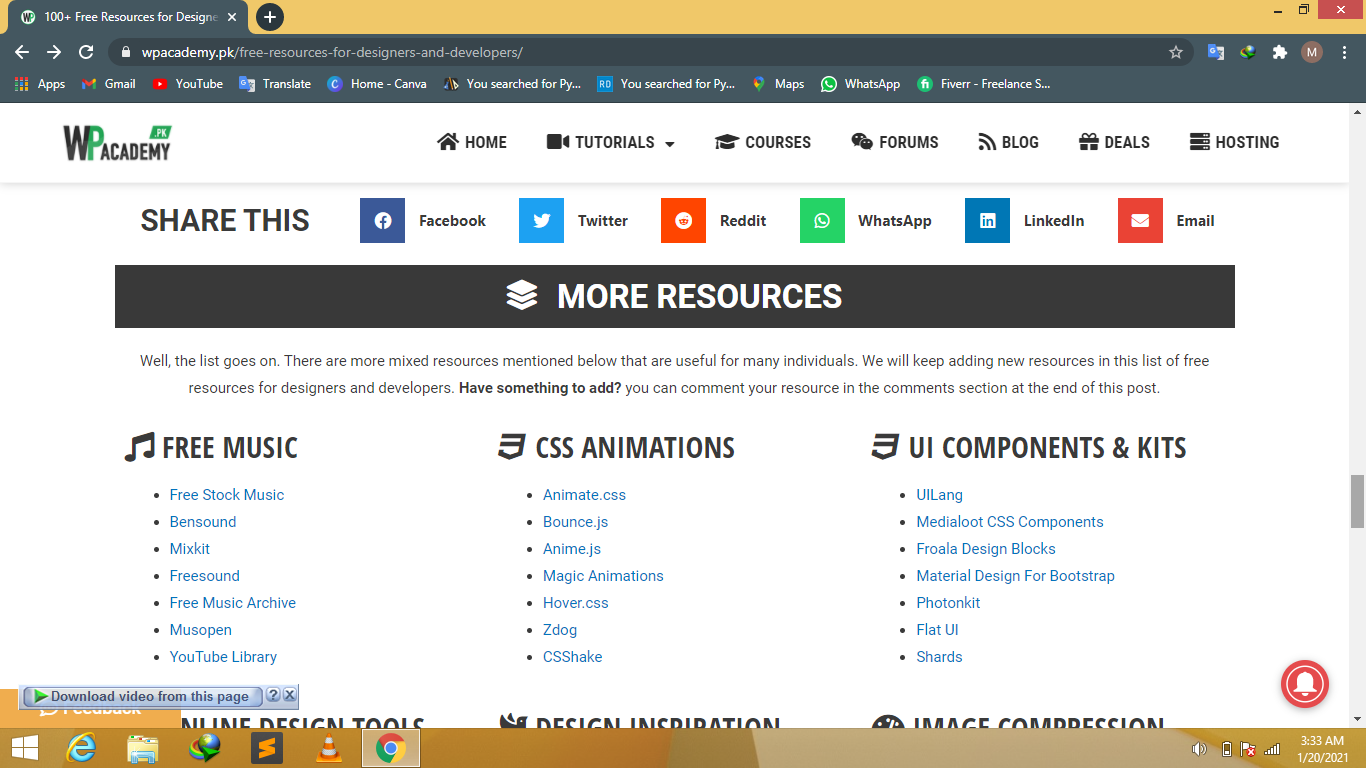 100+ Free Resources for Designe
wpacademy.pk/free-resources-for-designers-and-developers/
M
Apps Gmail YouTube Translate Home - Canva You searched for Py... RD You searched for Py... Maps WhatsApp Fiverr - Freelance S...
WP ACADEMY .PK
HOME TUTORIALS COURSES FORUMS BLOG DEALS HOSTING
SHARE THIS Facebook Twitter Reddit WhatsApp LinkedIn Email
MORE RESOURCES
Well, the list goes on. There are more mixed resources mentioned below that are useful for many individuals. We will keep adding new resources in this list of free
resources for designers and developers. Have something to add? you can comment your resource in the comments section at the end of this post.
FREE MUSIC
• Free Stock Music
• Bensound
• Mixkit
• Freesound
• Free Music Archive
• Musopen
• YouTube Library
CSS ANIMATIONS
• Animate.css
• Bounce.js
• Anime.js
• Magic Animations
• Hover.css
• Zdog
• CSShake
UI COMPONENTS & KITS
• UILang
• Medialoot CSS Components
• Froala Design Blocks
• Material Design For Bootstrap
• Photonkit
• Flat UI
• Shards
Download video from this page ? X
Feedback
NLINE DESIGN TOOLS DESIGN INSPIRATION IMAGE COMPRESSION
3:33 AM
1/20/2021